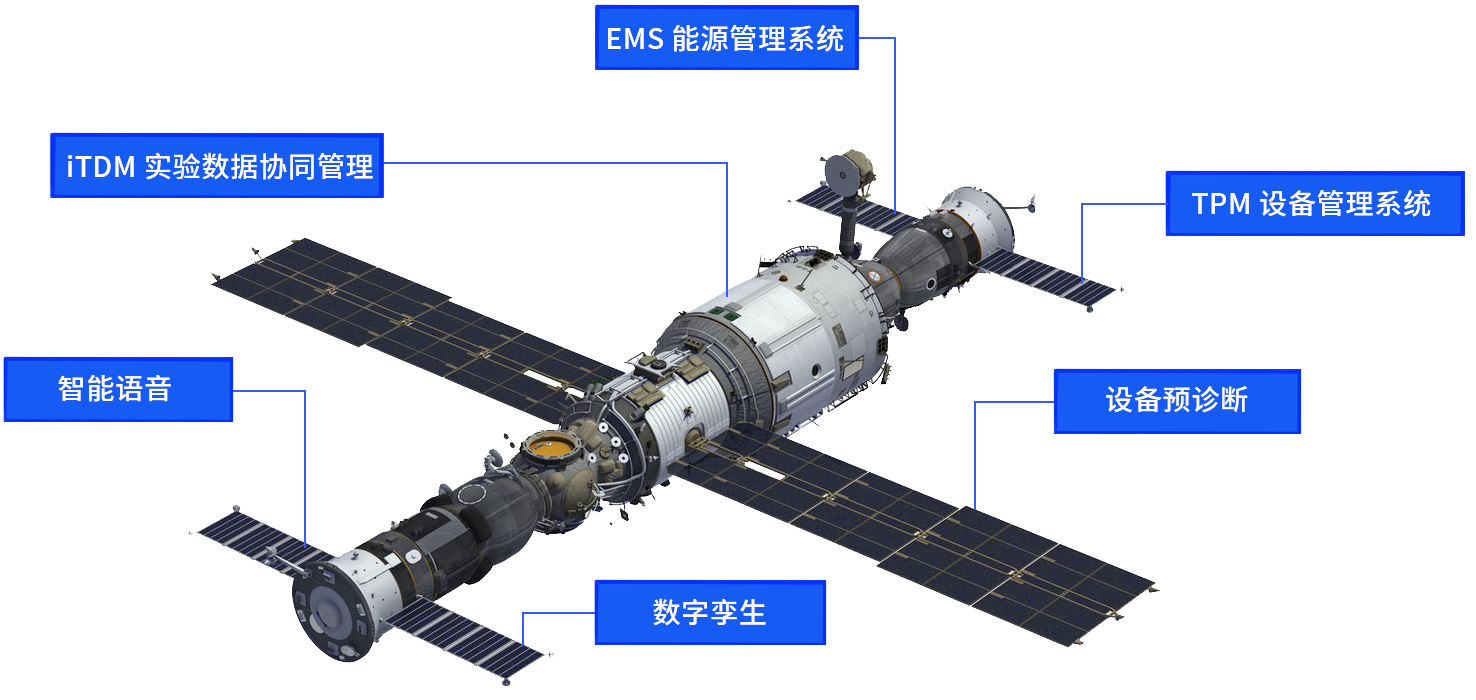 EMS 能源管理系统
iTDM 实验数据协同管理
TPM 设备管理系统
智能语音
设备预诊断
数字孪生